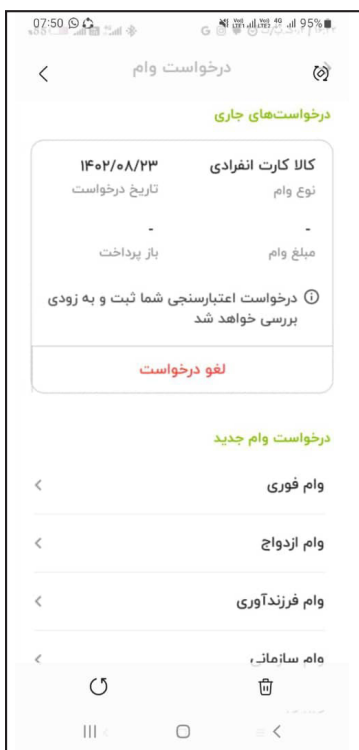 07:50 4G 95%
درخواست وام
درخواست‌های جاری
کالا کارت انفرادی ۱۴۰۲/۰۸/۲۳
نوع وام تاریخ درخواست
- -
مبلغ وام باز پرداخت
درخواست اعتبارسنجی شما ثبت و به زودی
بررسی خواهد شد
لغو درخواست
درخواست وام جدید
وام فوری
وام ازدواج
وام فرزندآوری
وام سازمانی